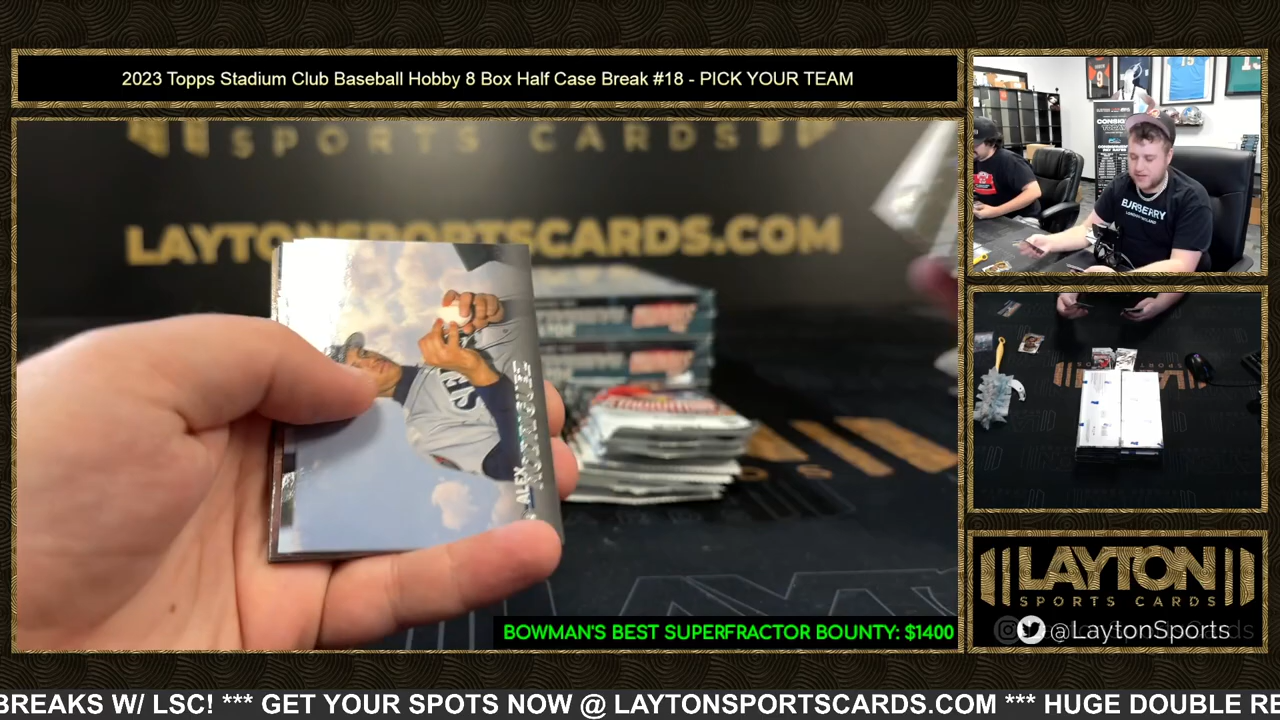 2023 Topps Stadium Club Baseball Hobby 8 Box Half Case Break #18 - PICK YOUR TEAM
SPORTS CARDS
LAYTONSPORTSCARDS.COM
ALEX
RODRIGUEZ
BURBERRY
BOWMAN'S BEST SUPERFRACTOR BOUNTY: $1400
LAYTON
SPORTS CARDS
@LaytonSports
BREAKS W/ LSC! *** GET YOUR SPOTS NOW @ LAYTONSPORTSCARDS.COM *** HUGE DOUBLE RE